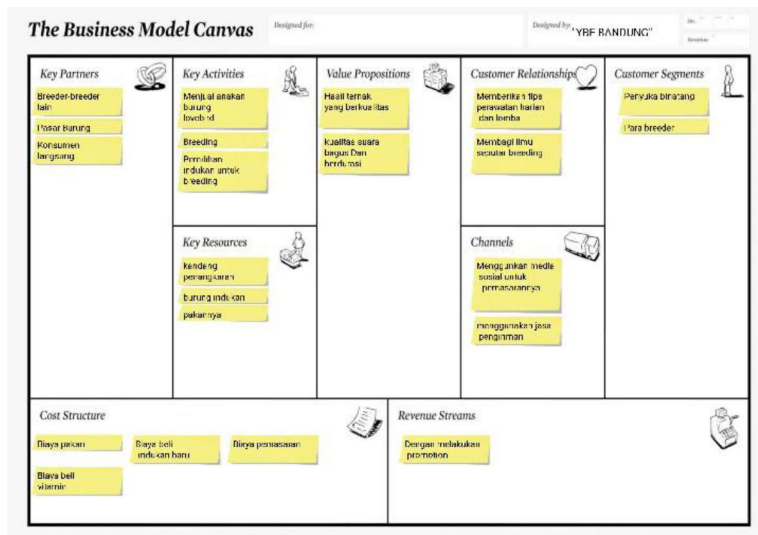 The Business Model Canvas
Designed for:
Designed by:
"YBF BANDUNG"
Key Partners
Breeder-breeder
lain
Pasar Burung
Konsumen
langsung
Key Activities
Menjual anakan
burung
lovebird
Breeding
Pemilihan
indukan untuk
breeding
Key Resources
kandang
penangkaran
burung indukan
pakannya
Value Propositions
Hasil ternak
yang berkualitas
kualitas suara
bagus Dan
berdurasi
Customer Relationships
Memberikan tips
perawatan harian
dan lomba
Membagi ilmu
seputar breeding
Channels
Menggunkan media
sosial untuk
pemasarannya
menggunakan jasa
pengiriman
Customer Segments
Penyuka binatang
Para breeder
Cost Structure
Biaya pakan
Biaya beli
indukan baru
Biaya pemasaran
Biaya beli
vitamin
Revenue Streams
Dengan melakukan
promotion